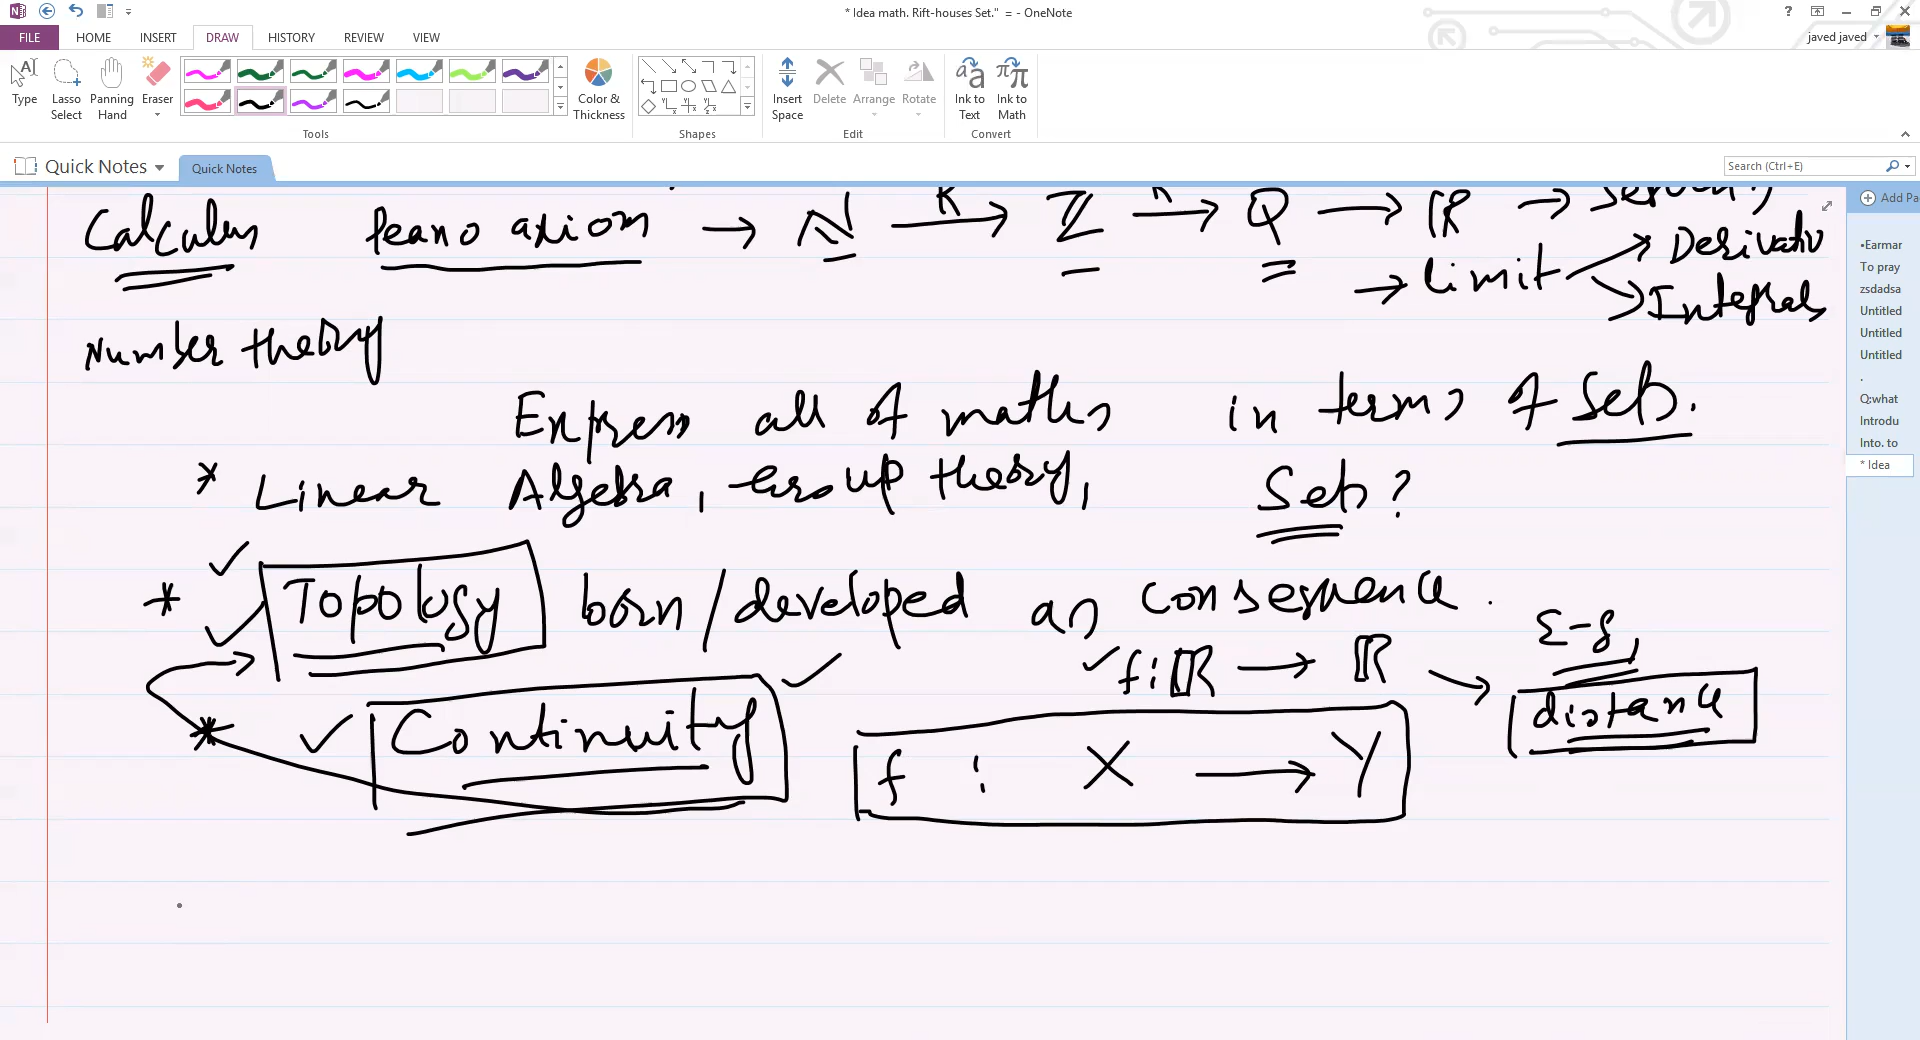 * Idea math. Rift-houses Set." = - OneNote
FILE HOME INSERT DRAW HISTORY REVIEW VIEW
javed javed
Type Lasso Select Panning Hand Eraser Color & Thickness Insert Space Delete Arrange Rotate Ink to Text Ink to Math
Tools Shapes Edit Convert
Quick Notes Quick Notes
Search (Ctrl+E)
Calculus Peano axiom → ℕ → ℤ → ℚ → ℝ →
→ limit Derivativ
Integrals
Number theory
Express all of maths in terms of sets.
* Linear Algebra, Group theory, Sets?
* Topology born/developed as consequence.
f: ℝ → ℝ → ε-δ,
distance
* Continuity f : X → Y
Add Pa
•Earmar
To pray
zsdadsa
Untitled
Untitled
Untitled
.
Q:what
Introdu
Into. to
* Idea